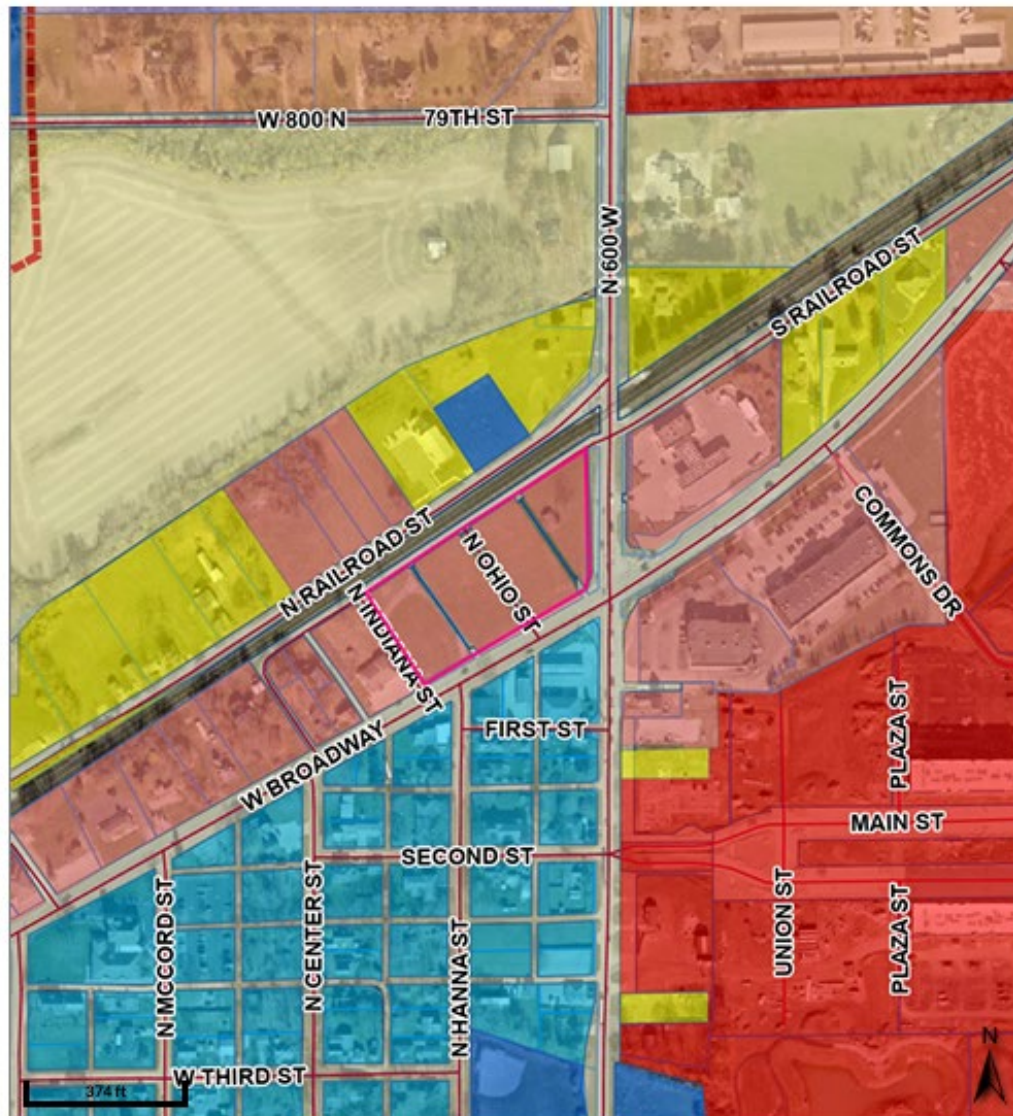 W 800 N
79TH ST
N 600 W
S RAILROAD ST
N RAILROAD ST
N OHIO ST
N INDIANA ST
COMMONS DR
W BROADWAY
FIRST ST
PLAZA ST
MAIN ST
SECOND ST
N MCCORD ST
N CENTER ST
N HANNA ST
UNION ST
PLAZA ST
W THIRD ST
374 ft
N